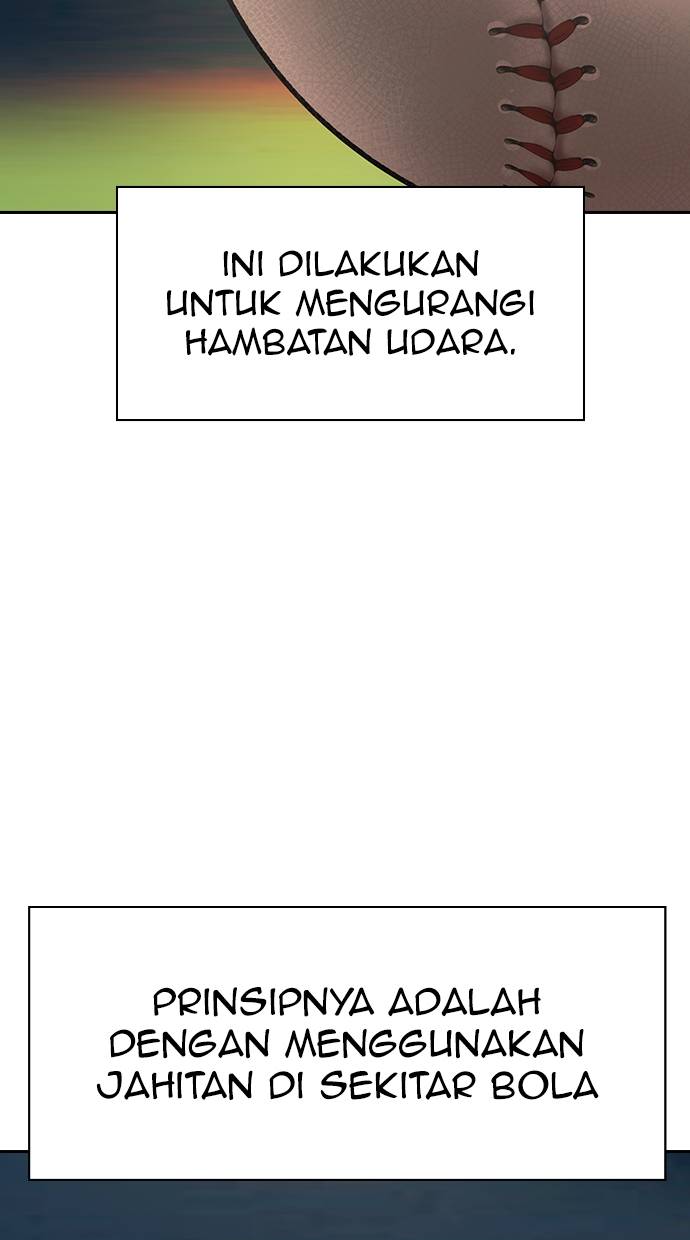 INI DILAKUKAN
UNTUK MENGURANGI
HAMBATAN UDARA.
PRINSIPNYA ADALAH
DENGAN MENGGUNAKAN
JAHITAN DI SEKITAR BOLA